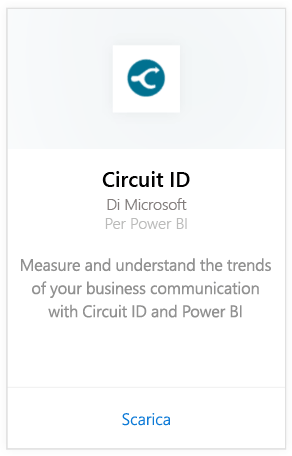 Circuit ID
Di Microsoft
Per Power BI
Measure and understand the trends
of your business communication
with Circuit ID and Power BI
Scarica